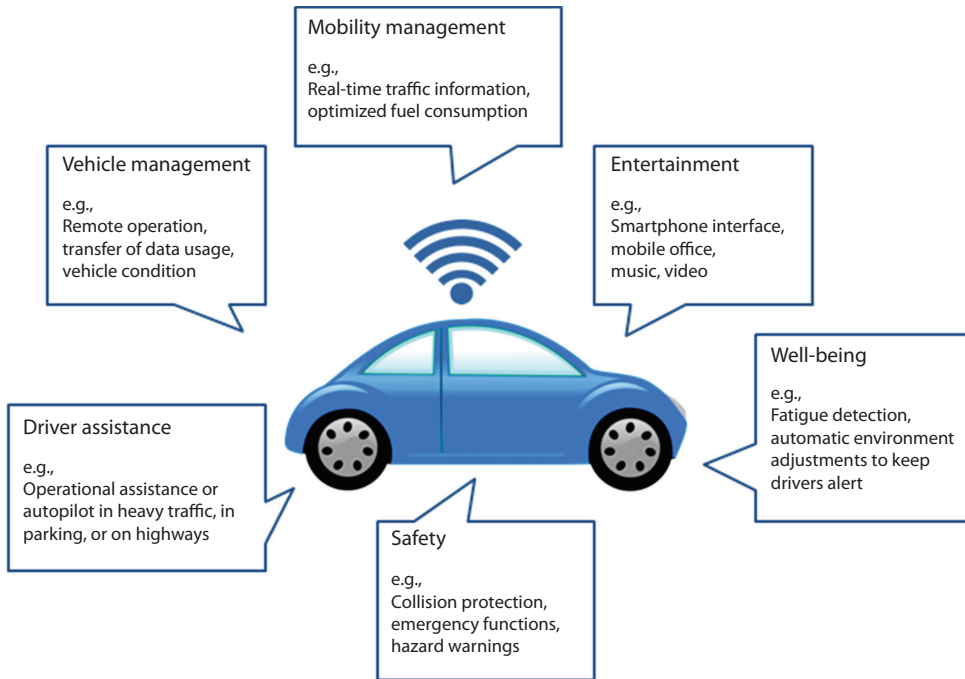 Mobility management
e.g.,
Real-time traffic information,
optimized fuel consumption
Vehicle management
e.g.,
Remote operation,
transfer of data usage,
vehicle condition
Entertainment
e.g.,
Smartphone interface,
mobile office,
music, video
Well-being
e.g.,
Fatigue detection,
automatic environment
adjustments to keep
drivers alert
Driver assistance
e.g.,
Operational assistance or
autopilot in heavy traffic, in
parking, or on highways
Safety
e.g.,
Collision protection,
emergency functions,
hazard warnings